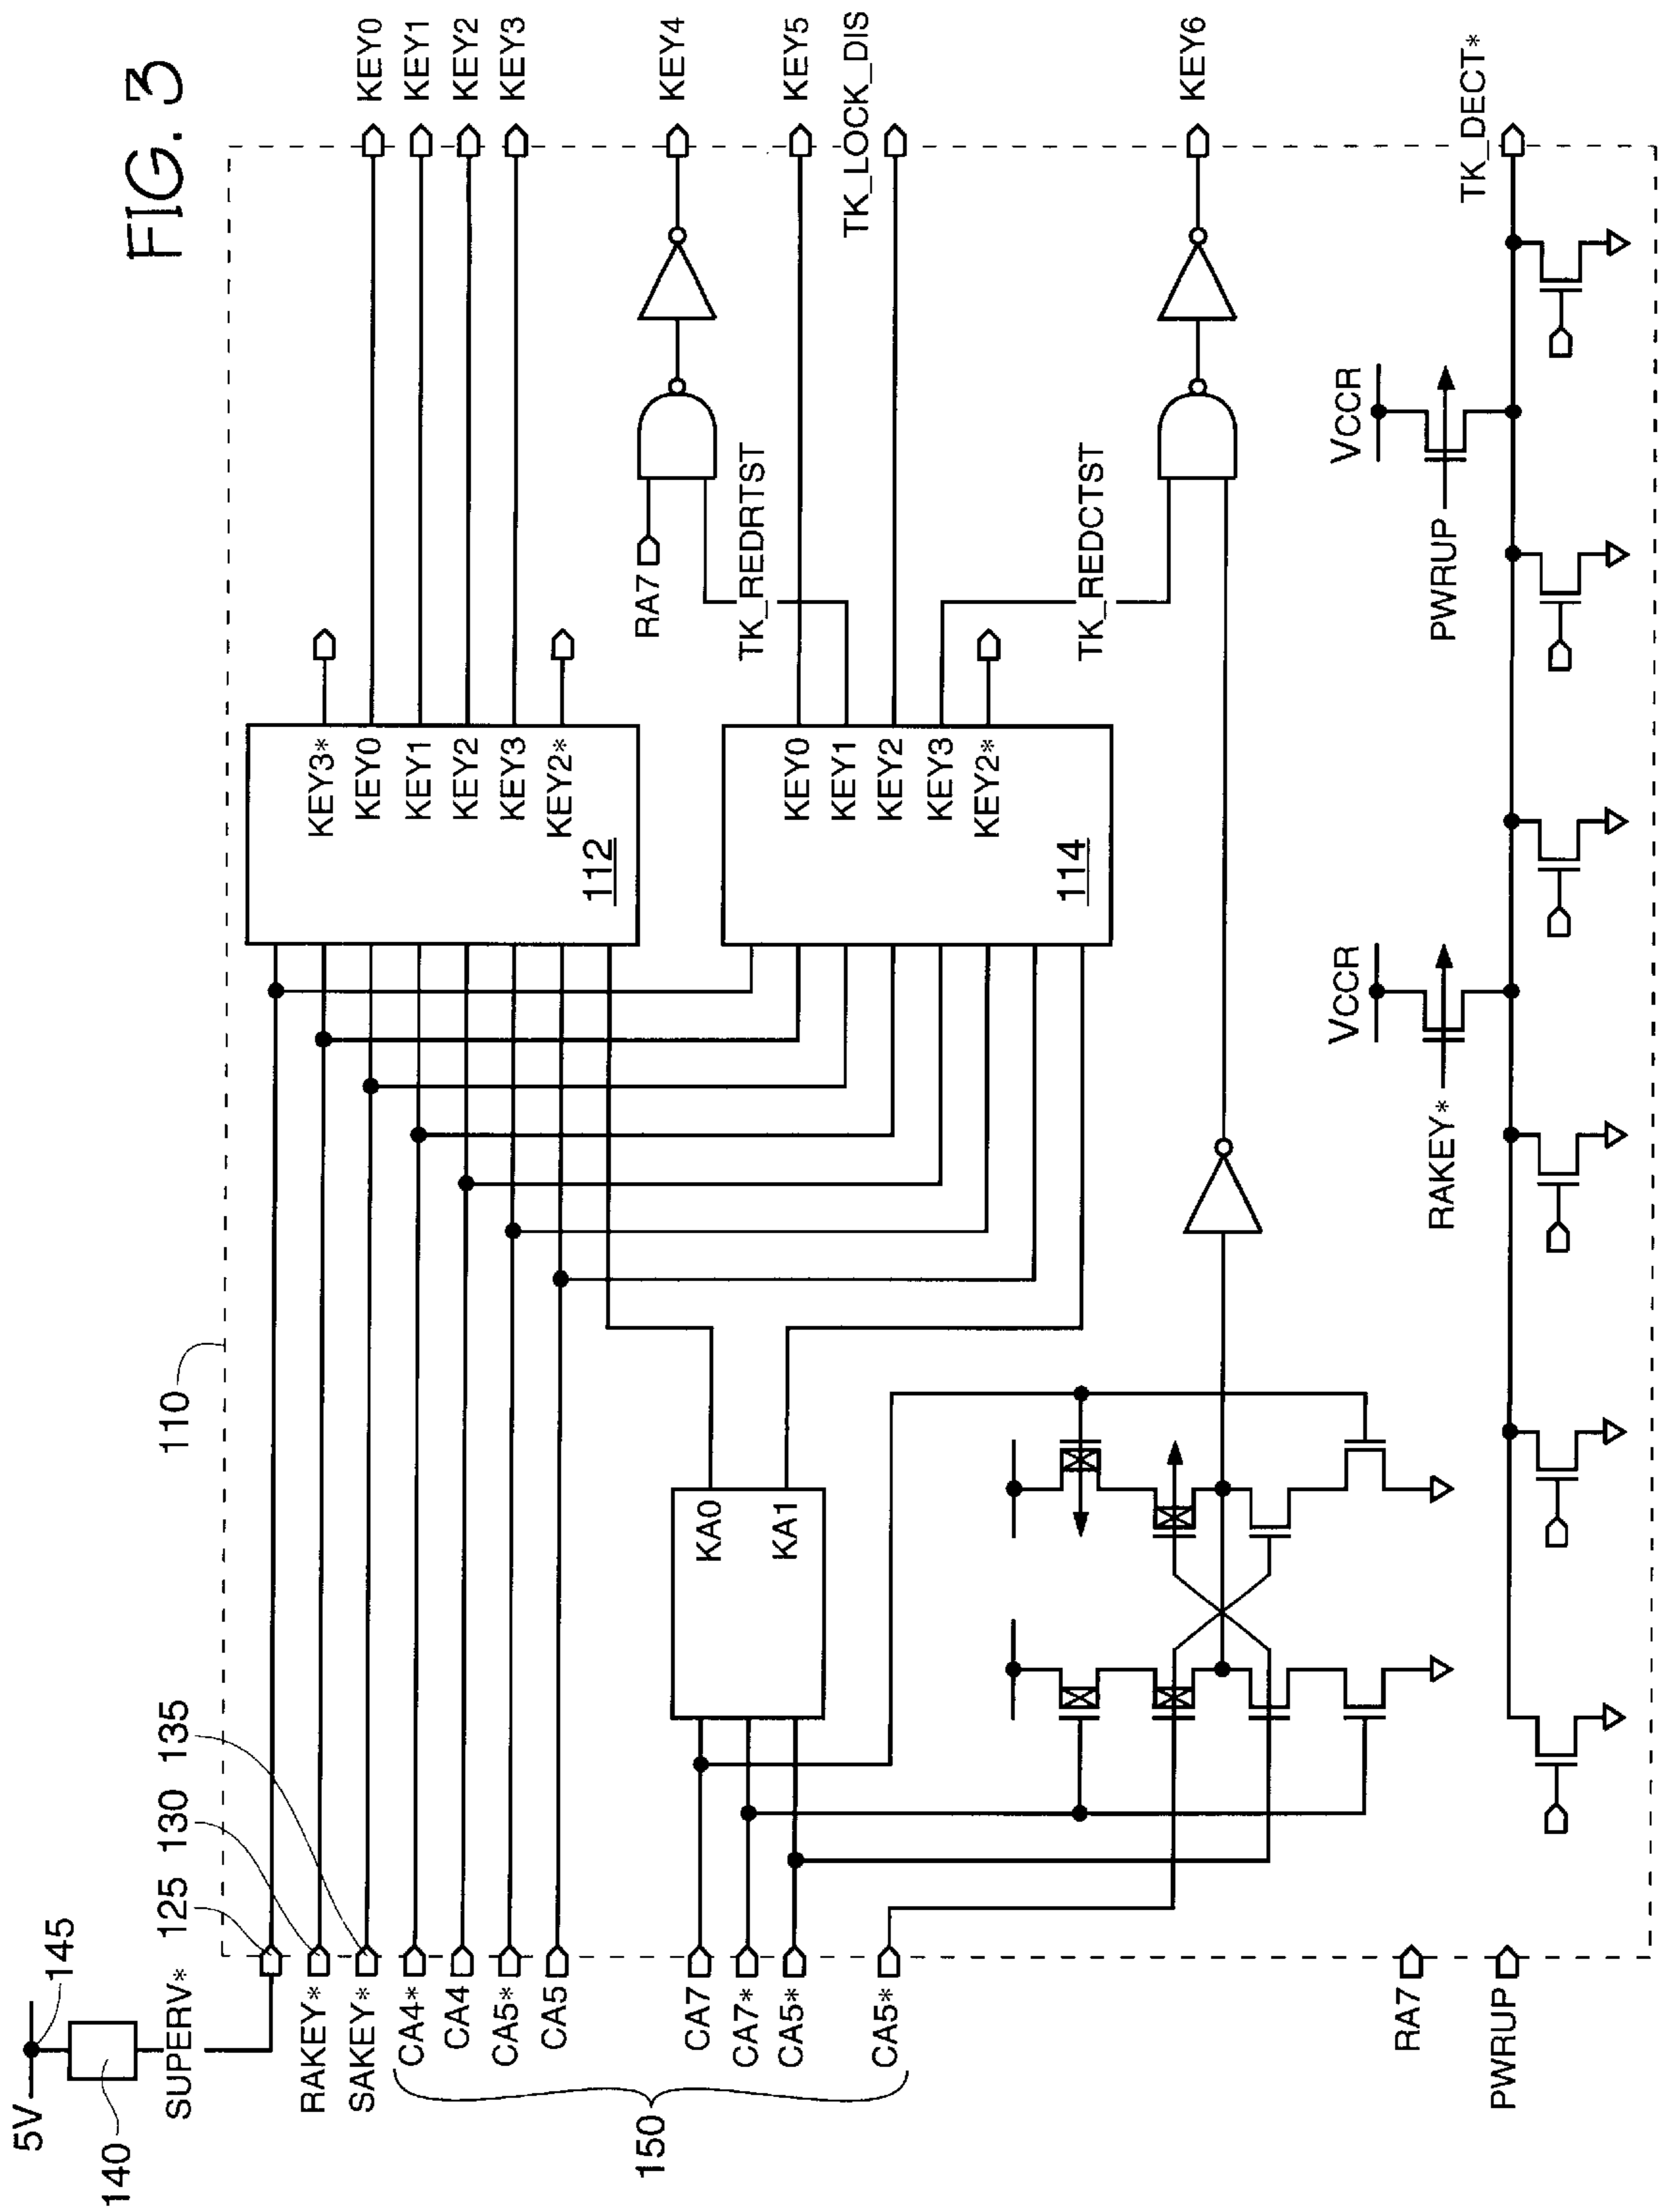 FIG. 3
5V
145
140
SUPERV*
125
130
135
110
RAKEY*
SAKEY*
CA4*
CA4
CA5*
CA5
CA7
CA7*
CA5*
CA5*
150
RA7
PWRUP
KEY3*
KEY0
KEY1
KEY2
KEY3
KEY2*
112
KEY0
KEY1
KEY2
KEY3
KEY2*
114
KA0
KA1
RA7
TK_REDRTST
TK_REDCTST
VCCR
RAKEY*
VCCR
PWRUP
KEY0
KEY1
KEY2
KEY3
KEY4
KEY5
TK_LOCK_DIS
KEY6
TK_DECT*